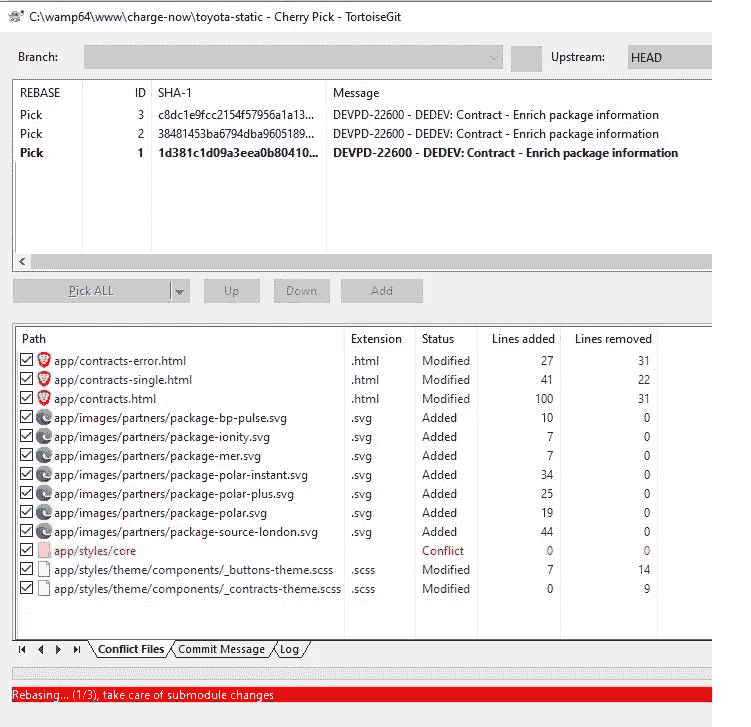 C:\wamp64\www\charge-now\toyota-static - Cherry Pick - TortoiseGit
Branch: Upstream: HEAD
REBASE ID SHA-1 Message
Pick 3 c8dc1e9fcc2154f57956a1a13... DEVPD-22600 - DEDEV: Contract - Enrich package information
Pick 2 38481453ba6794dba9605189... DEVPD-22600 - DEDEV: Contract - Enrich package information
Pick 1 1d381c1d09a3eea0b80410... DEVPD-22600 - DEDEV: Contract - Enrich package information
Pick ALL Up Down Add
Path Extension Status Lines added Lines removed
app/contracts-error.html .html Modified 27 31
app/contracts-single.html .html Modified 41 22
app/contracts.html .html Modified 100 31
app/images/partners/package-bp-pulse.svg .svg Added 10 0
app/images/partners/package-ionity.svg .svg Added 7 0
app/images/partners/package-mer.svg .svg Added 7 0
app/images/partners/package-polar-instant.svg .svg Added 34 0
app/images/partners/package-polar-plus.svg .svg Added 25 0
app/images/partners/package-polar.svg .svg Added 19 0
app/images/partners/package-source-london.svg .svg Added 44 0
app/styles/core Conflict 0 0
app/styles/theme/components/_buttons-theme.scss .scss Modified 7 14
app/styles/theme/components/_contracts-theme.scss .scss Modified 0 9
Conflict Files Commit Message Log
Rebasing... (1/3), take care of submodule changes